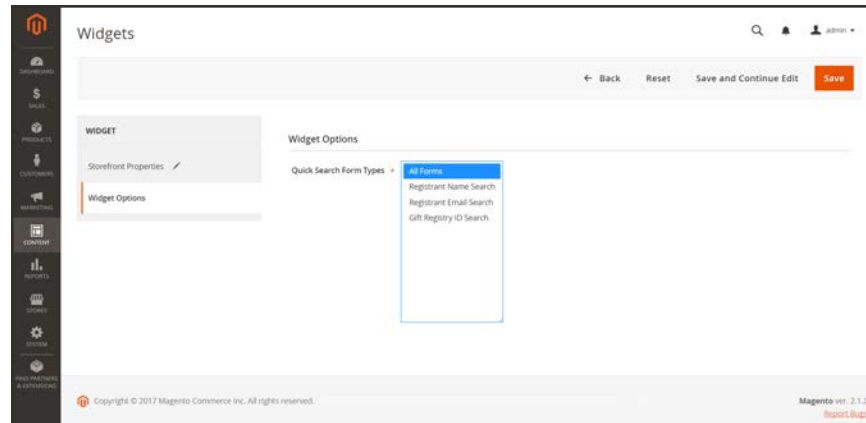 Widgets
admin
DASHBOARD
SALES
PRODUCTS
CUSTOMERS
MARKETING
CONTENT
REPORTS
STORES
SYSTEM
FIND PARTNERS
& EXTENSIONS
← Back Reset Save and Continue Edit Save
WIDGET
Storefront Properties
Widget Options
Widget Options
Quick Search Form Types *
All Forms
Registrant Name Search
Registrant Email Search
Gift Registry ID Search
Copyright © 2017 Magento Commerce Inc. All rights reserved.
Magento ver. 2.1.2
Report Bugs